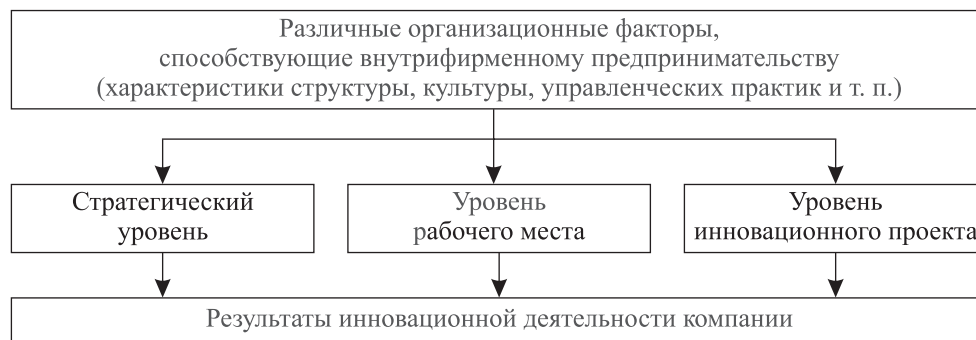 Различные организационные факторы,
способствующие внутрифирменному предпринимательству
(характеристики структуры, культуры, управленческих практик и т. п.)
Стратегический
уровень
Уровень
рабочего места
Уровень
инновационного проекта
Результаты инновационной деятельности компании